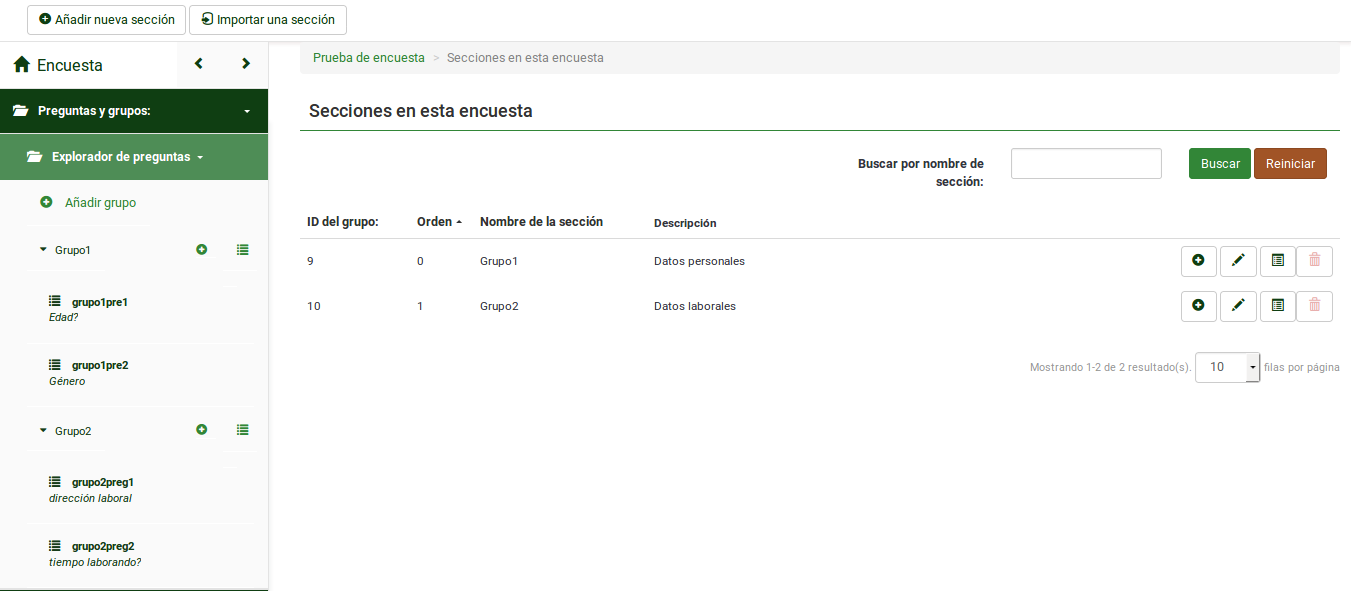 Añadir nueva sección Importar una sección
Encuesta
Preguntas y grupos:
Explorador de preguntas
Añadir grupo
Grupo1
grupo1pre1
Edad?
grupo1pre2
Género
Grupo2
grupo2preg1
dirección laboral
grupo2preg2
tiempo laborando?
Prueba de encuesta > Secciones en esta encuesta
Secciones en esta encuesta
Buscar por nombre de
sección:
Buscar Reiniciar
ID del grupo: Orden Nombre de la sección Descripción
9 0 Grupo1 Datos personales
10 1 Grupo2 Datos laborales
Mostrando 1-2 de 2 resultado(s). 10 filas por página